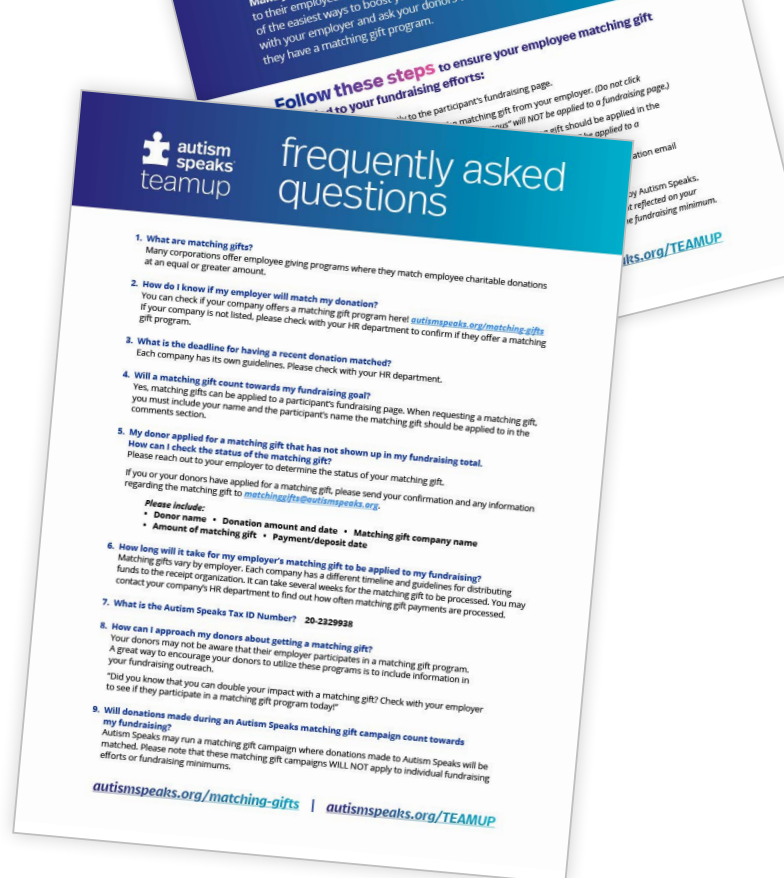 to their employe
of the easiest ways to boost y
with your employer and ask your donors
they have a matching gift program.
Follow these steps to ensure your employee matching gift
d to your fundraising efforts:
ly to the participant's fundraising page.
matching gift from your employer. (Do not click
ous" will NOT be applied to a fundraising page.)
gift should be applied in the
be applied to a
ation email
by Autism Speaks.
t reflected on your
e fundraising minimum.
ks.org/TEAMUP
autism
speaks
teamup
frequently asked
questions
1. What are matching gifts?
Many corporations offer employee giving programs where they match employee charitable donations
at an equal or greater amount.
2. How do I know if my employer will match my donation?
You can check if your company offers a matching gift program here! autismspeaks.org/matching-gifts
If your company is not listed, please check with your HR department to confirm if they offer a matching
gift program.
3. What is the deadline for having a recent donation matched?
Each company has its own guidelines. Please check with your HR department.
4. Will a matching gift count towards my fundraising goal?
Yes, matching gifts can be applied to a participant's fundraising page. When requesting a matching gift,
you must include your name and the participant's name the matching gift should be applied to in the
comments section.
5. My donor applied for a matching gift that has not shown up in my fundraising total.
How can I check the status of the matching gift?
Please reach out to your employer to determine the status of your matching gift.
If you or your donors have applied for a matching gift, please send your confirmation and any information
regarding the matching gift to matchinggifts@autismspeaks.org.
Please include:
• Donor name • Donation amount and date • Matching gift company name
• Amount of matching gift • Payment/deposit date
6. How long will it take for my employer's matching gift to be applied to my fundraising?
Matching gifts vary by employer. Each company has a different timeline and guidelines for distributing
funds to the receipt organization. It can take several weeks for the matching gift to be processed. You may
contact your company's HR department to find out how often matching gift payments are processed.
7. What is the Autism Speaks Tax ID Number? 20-2329938
8. How can I approach my donors about getting a matching gift?
Your donors may not be aware that their employer participates in a matching gift program.
A great way to encourage your donors to utilize these programs is to include information in
your fundraising outreach.
"Did you know that you can double your impact with a matching gift? Check with your employer
to see if they participate in a matching gift program today!"
9. Will donations made during an Autism Speaks matching gift campaign count towards
my fundraising?
Autism Speaks may run a matching gift campaign where donations made to Autism Speaks will be
matched. Please note that these matching gift campaigns WILL NOT apply to individual fundraising
efforts or fundraising minimums.
autismspeaks.org/matching-gifts | autismspeaks.org/TEAMUP